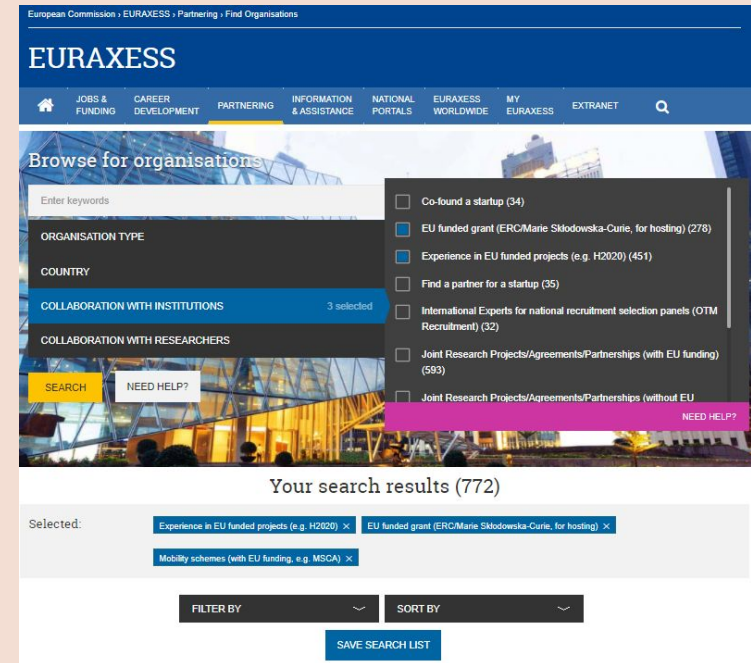 European Commission › EURAXESS › Partnering › Find Organisations
EURAXESS
JOBS & FUNDING
CAREER DEVELOPMENT
PARTNERING
INFORMATION & ASSISTANCE
NATIONAL PORTALS
EURAXESS WORLDWIDE
MY EURAXESS
EXTRANET
Browse for organisations
Enter keywords
ORGANISATION TYPE
COUNTRY
COLLABORATION WITH INSTITUTIONS 3 selected
COLLABORATION WITH RESEARCHERS
SEARCH NEED HELP?
Co-found a startup (34)
EU funded grant (ERC/Marie Skłodowska-Curie, for hosting) (278)
Experience in EU funded projects (e.g. H2020) (451)
Find a partner for a startup (35)
International Experts for national recruitment selection panels (OTM
Recruitment) (32)
Joint Research Projects/Agreements/Partnerships (with EU funding)
(593)
Joint Research Projects/Agreements/Partnerships (without EU
NEED HELP?
Your search results (772)
Selected:
Experience in EU funded projects (e.g. H2020) × EU funded grant (ERC/Marie Skłodowska-Curie, for hosting) ×
Mobility schemes (with EU funding, e.g. MSCA) ×
FILTER BY SORT BY
SAVE SEARCH LIST